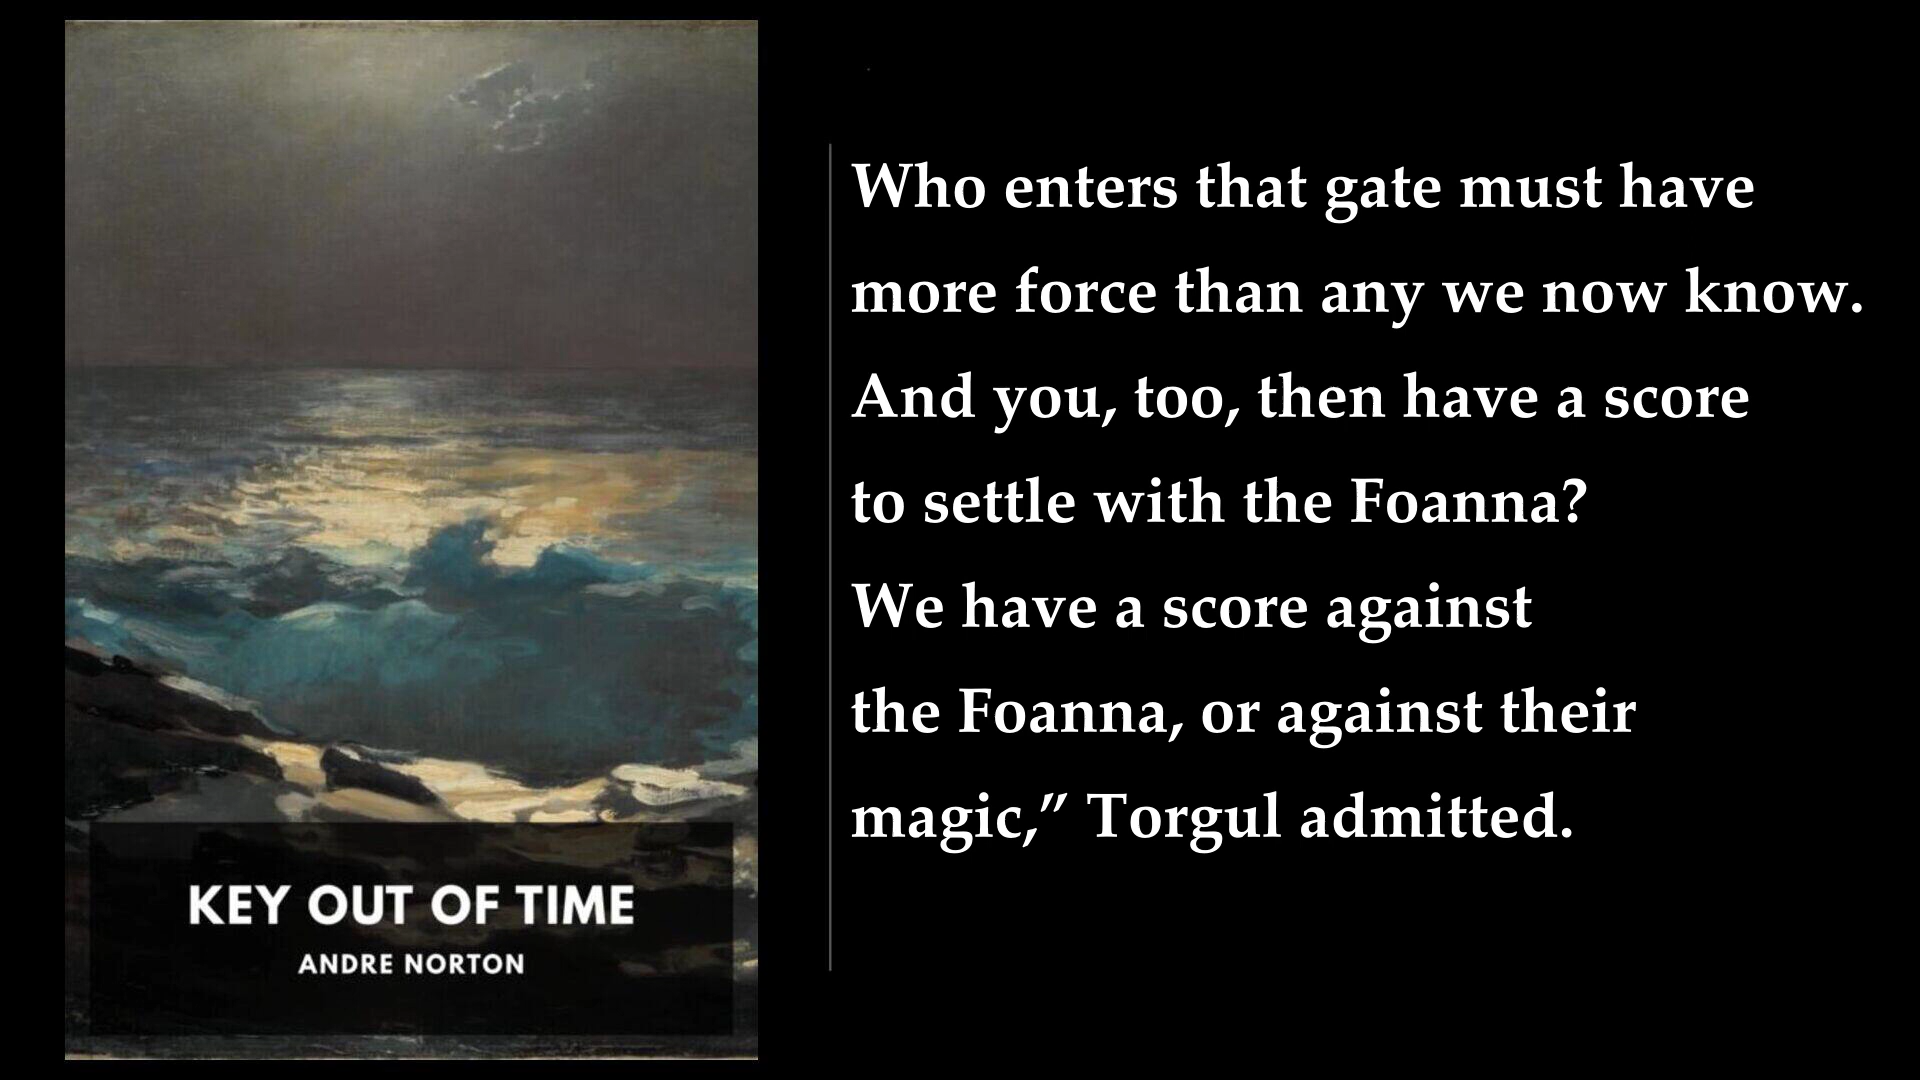 KEY OUT OF TIME
ANDRE NORTON
Who enters that gate must have
more force than any we now know.
And you, too, then have a score
to settle with the Foanna?
We have a score against
the Foanna, or against their
magic,” Torgul admitted.